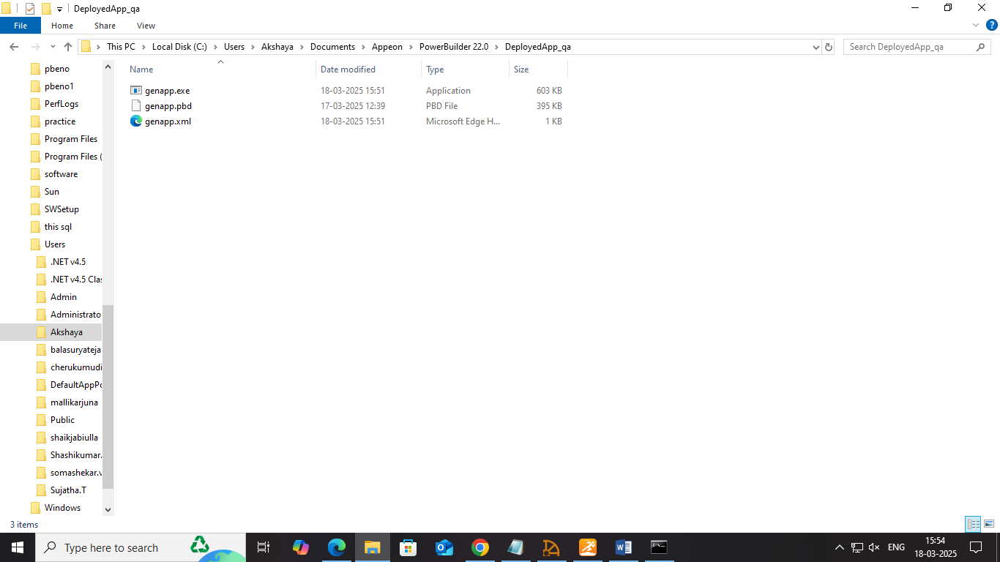 DeployedApp_qa
File Home Share View
This PC Local Disk (C:) Users Akshaya Documents Appeon PowerBuilder 22.0 DeployedApp_qa
Search DeployedApp_qa
Name Date modified Type Size
genapp.exe 18-03-2025 15:51 Application 603 KB
genapp.pbd 17-03-2025 12:39 PBD File 395 KB
genapp.xml 18-03-2025 15:51 Microsoft Edge H... 1 KB
pbeno
pbeno1
PerfLogs
practice
Program Files
Program Files (
software
Sun
SWSetup
this sql
Users
.NET v4.5
.NET v4.5 Clas
Admin
Administrato
Akshaya
balasuryateja
cherukumudi
DefaultAppPo
mallikarjuna
Public
shaikjabiulla
Shashikumar.
somashekar.v
Sujatha.T
Windows
3 items
Type here to search
ENG
15:54
18-03-2025